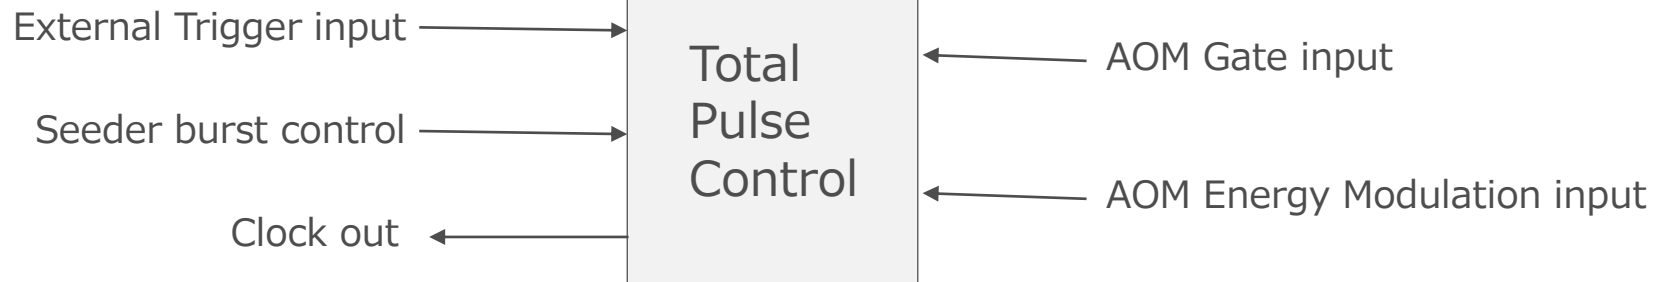 External Trigger input
Seeder burst control
Clock out
Total
Pulse
Control
AOM Gate input
AOM Energy Modulation input